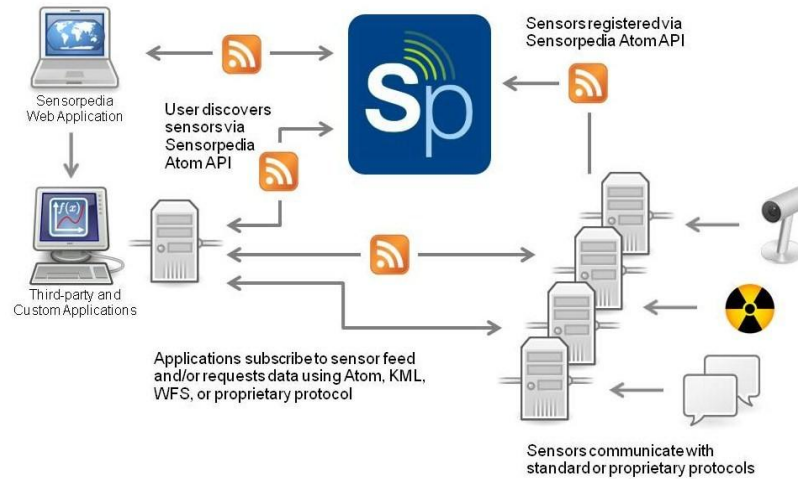 Sensors registered via
Sensorpedia Atom API
Sp
Sensorpedia
Web Application
User discovers
sensors via
Sensorpedia
Atom API
f(x)
Third-party and
Custom Applications
Applications subscribe to sensor feed
and/or requests data using Atom, KML,
WFS, or proprietary protocol
Sensors communicate with
standard or proprietary protocols